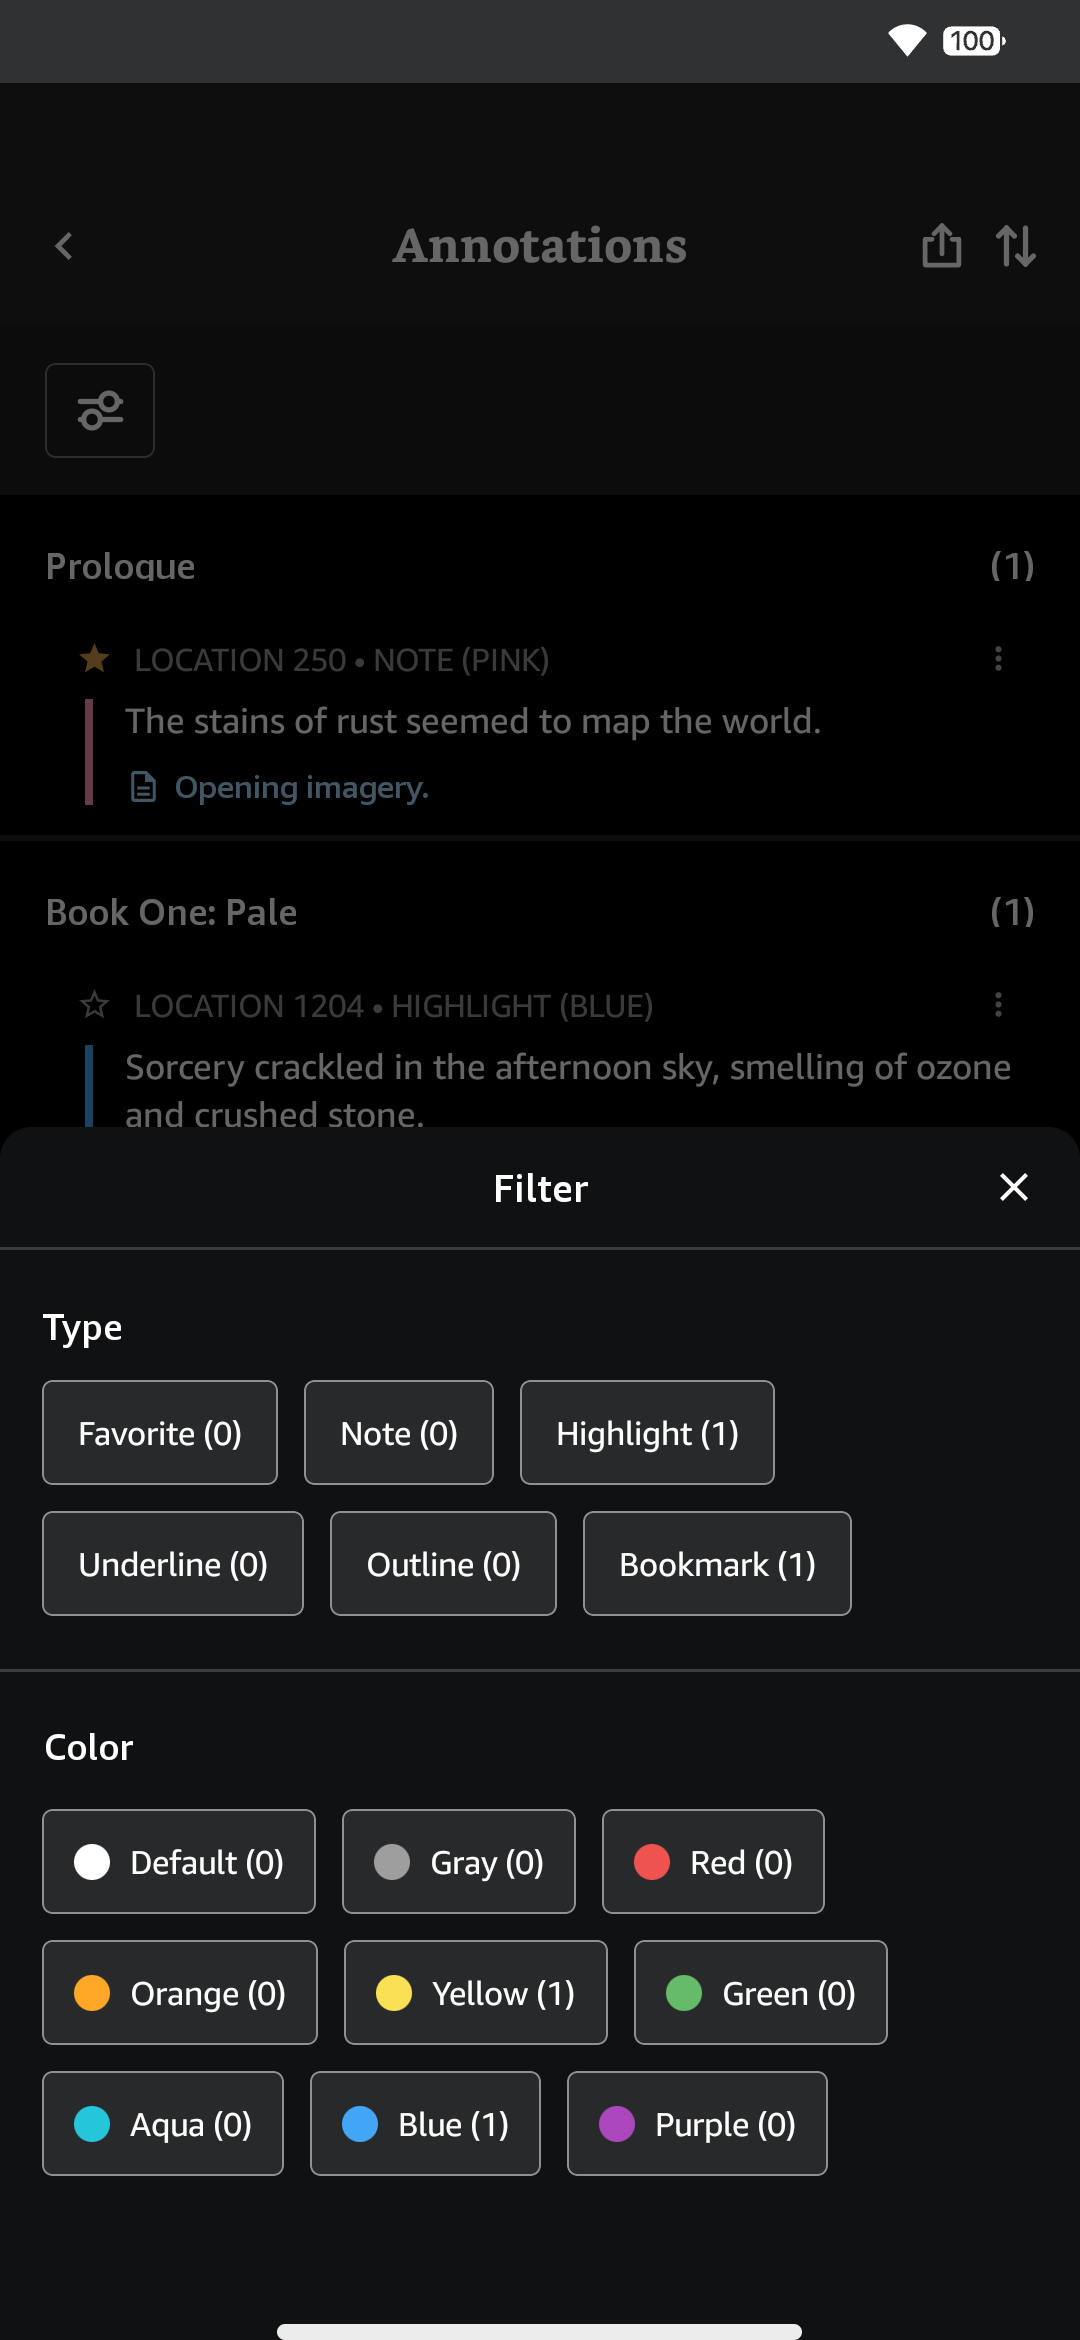 100
Annotations
Prologue (1)
LOCATION 250 • NOTE (PINK)
The stains of rust seemed to map the world.
Opening imagery.
Book One: Pale (1)
LOCATION 1204 • HIGHLIGHT (BLUE)
Sorcery crackled in the afternoon sky, smelling of ozone
and crushed stone.
Filter
Type
Favorite (0) Note (0) Highlight (1)
Underline (0) Outline (0) Bookmark (1)
Color
Default (0) Gray (0) Red (0)
Orange (0) Yellow (1) Green (0)
Aqua (0) Blue (1) Purple (0)